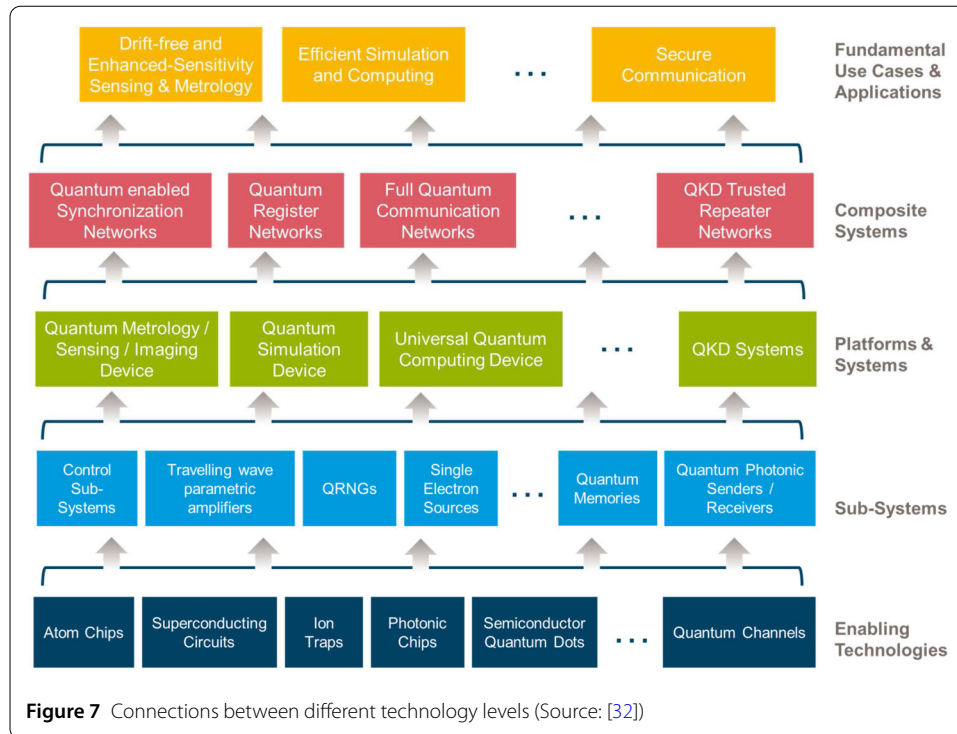 Drift-free and
Enhanced-Sensitivity
Sensing & Metrology
Efficient Simulation
and Computing
...
Secure
Communication
Fundamental
Use Cases &
Applications
Quantum enabled
Synchronization
Networks
Quantum
Register
Networks
Full Quantum
Communication
Networks
...
QKD Trusted
Repeater
Networks
Composite
Systems
Quantum Metrology /
Sensing / Imaging
Device
Quantum
Simulation
Device
Universal Quantum
Computing Device
...
QKD Systems
Platforms &
Systems
Control
Sub-
Systems
Travelling wave
parametric
amplifiers
QRNGs
Single
Electron
Sources
...
Quantum
Memories
Quantum Photonic
Senders /
Receivers
Sub-Systems
Atom Chips
Superconducting
Circuits
Ion
Traps
Photonic
Chips
Semiconductor
Quantum Dots
...
Quantum Channels
Enabling
Technologies
Figure 7 Connections between different technology levels (Source: [32])